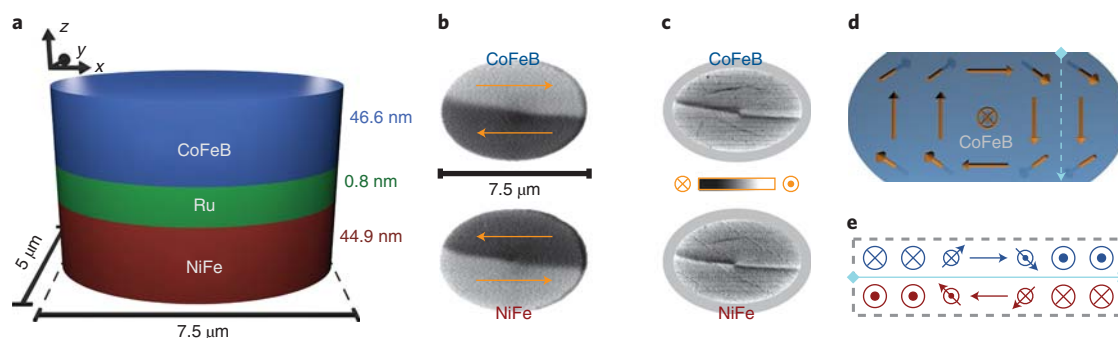 a
z
y
x
CoFeB
46.6 nm
Ru
0.8 nm
NiFe
44.9 nm
5 µm
7.5 µm
b
CoFeB
7.5 µm
NiFe
c
CoFeB
NiFe
d
CoFeB
e